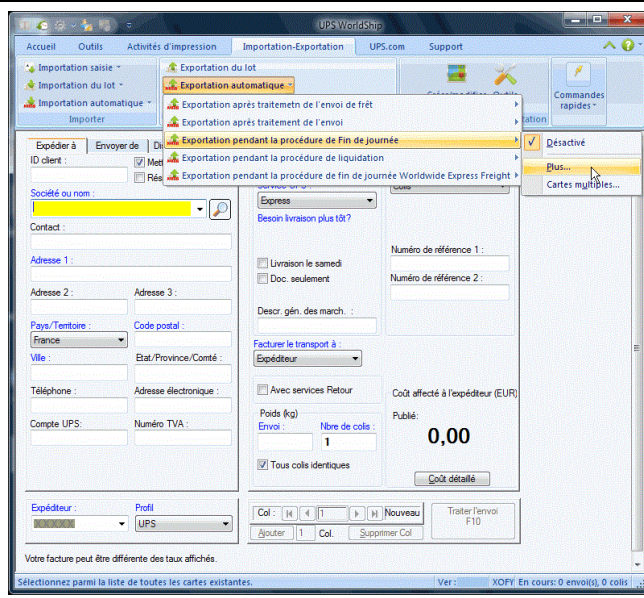 UPS WorldShip
Accueil Outils Activités d'impression Importation-Exportation UPS.com Support
Importation saisie
Importation du lot
Importation automatique
Importer
Exportation du lot
Exportation automatique
Commandes rapides
Exportation après traitemetn de l'envoi de frêt
Exportation après traitement de l'envoi
Exportation pendant la procédure de Fin de journée
Exportation pendant la procédure de liquidation
Exportation pendant la procédure de fin de journée Worldwide Express Freight
Désactivé
Plus...
Cartes multiples...
Expédier à Envoyer de
ID client :
Société ou nom :
Contact :
Adresse 1 :
Adresse 2 : Adresse 3 :
Pays/Territoire : Code postal :
France
Ville : Etat/Province/Comté :
Téléphone : Adresse électronique :
Compte UPS: Numéro TVA :
Expéditeur : Profil
UPS
Express
Besoin livraison plus tôt?
Livraison le samedi
Doc. seulement
Descr. gén. des march. :
Facturer le transport à :
Expéditeur
Avec services Retour
Poids (kg)
Envoi : Nbre de colis :
1
Tous colis identiques
Numéro de référence 1 :
Numéro de référence 2 :
Coût affecté à l'expéditeur (EUR)
Publié:
0,00
Coût détaillé
Col : 1 Nouveau
Ajouter 1 Col. Supprimer Col
Traiter l'envoi
F10
Votre facture peut être différente des taux affichés.
Sélectionnez parmi la liste de toutes les cartes existantes. Ver : XOFY En cours: 0 envoi(s), 0 colis